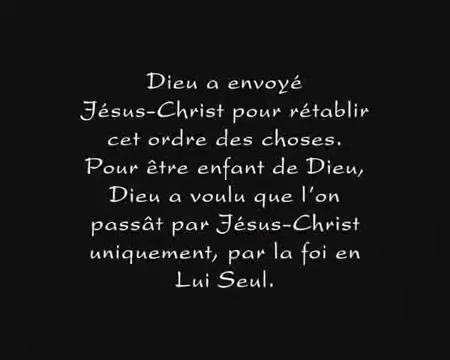 Dieu a envoyé
Jésus-Christ pour rétablir
cet ordre des choses.
Pour être enfant de Dieu,
Dieu a voulu que l'on
passât par Jésus-Christ
uniquement, par la foi en
Lui Seul.